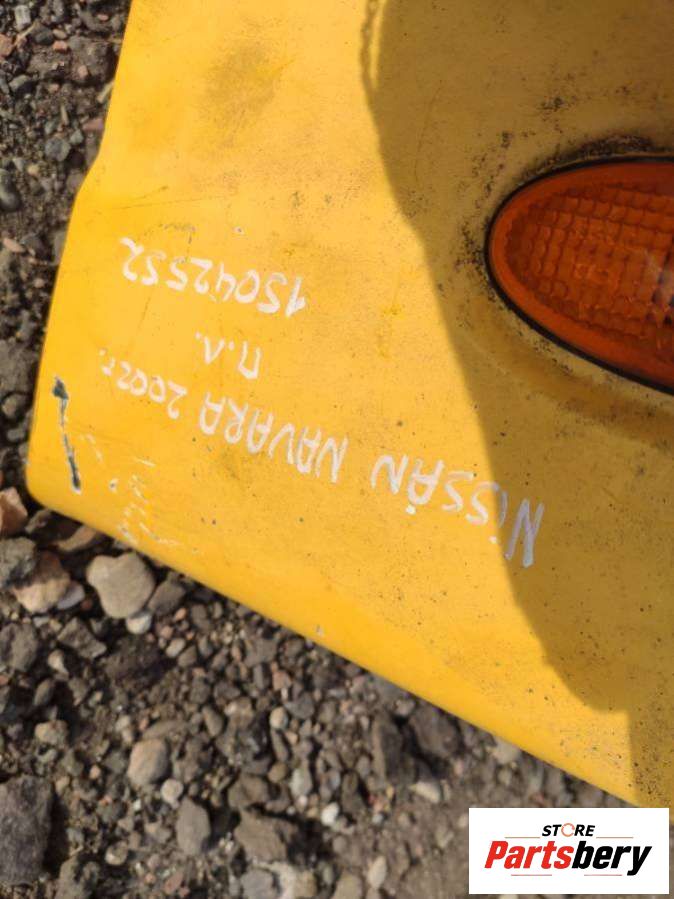 NISSAN NAVARA 2002г.
п.л.
15042552
STORE
Partsbery